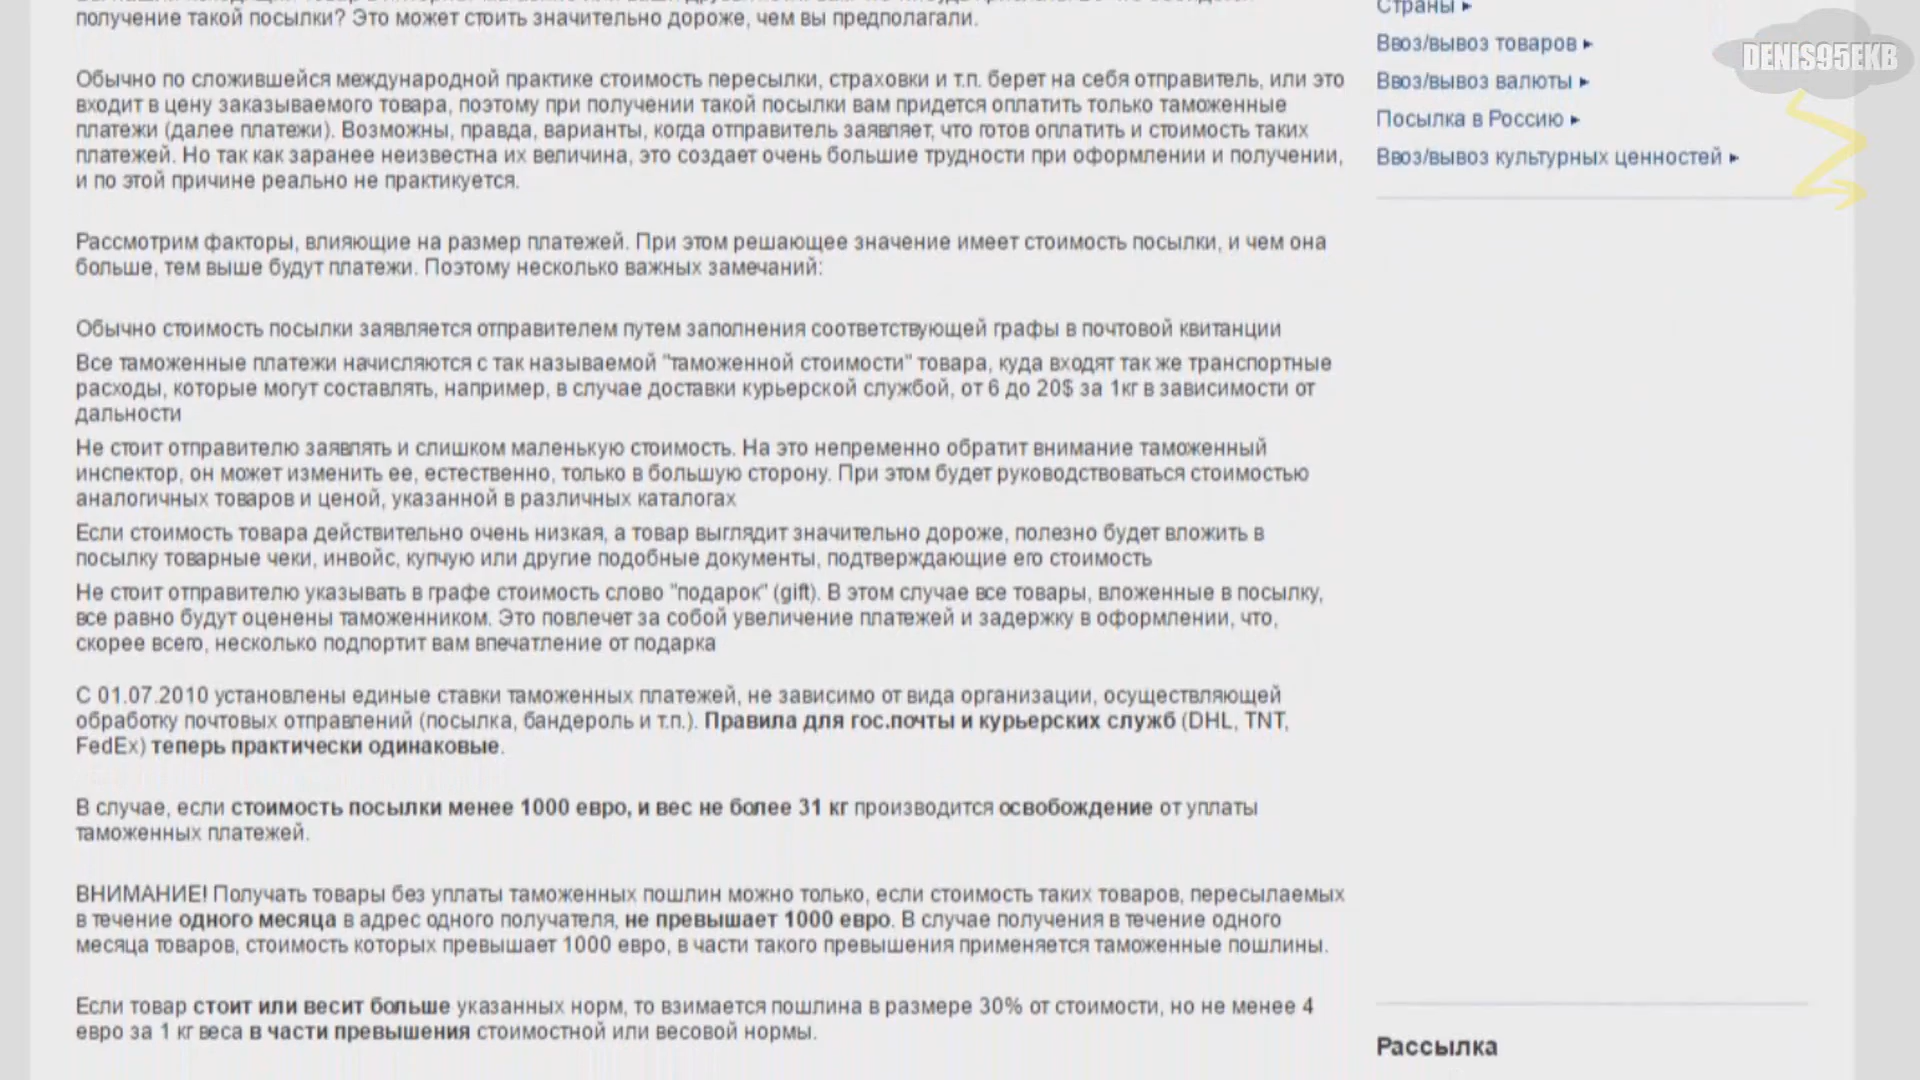 получение такой посылки? Это может стоить значительно дороже, чем вы предполагали.
Обычно по сложившейся международной практике стоимость пересылки, страховки и т.п. берет на себя отправитель, или это
входит в цену заказываемого товара, поэтому при получении такой посылки вам придется оплатить только таможенные
платежи (далее платежи). Возможны, правда, варианты, когда отправитель заявляет, что готов оплатить и стоимость таких
платежей. Но так как заранее неизвестна их величина, это создает очень большие трудности при оформлении и получении,
и по этой причине реально не практикуется.
Рассмотрим факторы, влияющие на размер платежей. При этом решающее значение имеет стоимость посылки, и чем она
больше, тем выше будут платежи. Поэтому несколько важных замечаний:
Обычно стоимость посылки заявляется отправителем путем заполнения соответствующей графы в почтовой квитанции
Все таможенные платежи начисляются с так называемой "таможенной стоимости" товара, куда входят так же транспортные
расходы, которые могут составлять, например, в случае доставки курьерской службой, от 6 до 20$ за 1кг в зависимости от
дальности
Не стоит отправителю заявлять и слишком маленькую стоимость. На это непременно обратит внимание таможенный
инспектор, он может изменить ее, естественно, только в большую сторону. При этом будет руководствоваться стоимостью
аналогичных товаров и ценой, указанной в различных каталогах
Если стоимость товара действительно очень низкая, а товар выглядит значительно дороже, полезно будет вложить в
посылку товарные чеки, инвойс, купчую или другие подобные документы, подтверждающие его стоимость
Не стоит отправителю указывать в графе стоимость слово "подарок" (gift). В этом случае все товары, вложенные в посылку,
все равно будут оценены таможенником. Это повлечет за собой увеличение платежей и задержку в оформлении, что,
скорее всего, несколько подпортит вам впечатление от подарка
С 01.07.2010 установлены единые ставки таможенных платежей, не зависимо от вида организации, осуществляющей
обработку почтовых отправлений (посылка, бандероль и т.п.). Правила для гос.почты и курьерских служб (DHL, TNT,
FedEx) теперь практически одинаковые.
В случае, если стоимость посылки менее 1000 евро, и вес не более 31 кг производится освобождение от уплаты
таможенных платежей.
ВНИМАНИЕ! Получать товары без уплаты таможенных пошлин можно только, если стоимость таких товаров, пересылаемых
в течение одного месяца в адрес одного получателя, не превышает 1000 евро. В случае получения в течение одного
месяца товаров, стоимость которых превышает 1000 евро, в части такого превышения применяется таможенные пошлины.
Если товар стоит или весит больше указанных норм, то взимается пошлина в размере 30% от стоимости, но не менее 4
евро за 1 кг веса в части превышения стоимостной или весовой нормы.
Страны ▸
Ввоз/вывоз товаров ▸
Ввоз/вывоз валюты ▸
Посылка в Россию ▸
Ввоз/вывоз культурных ценностей ▸
Рассылка
DENIS95EKB